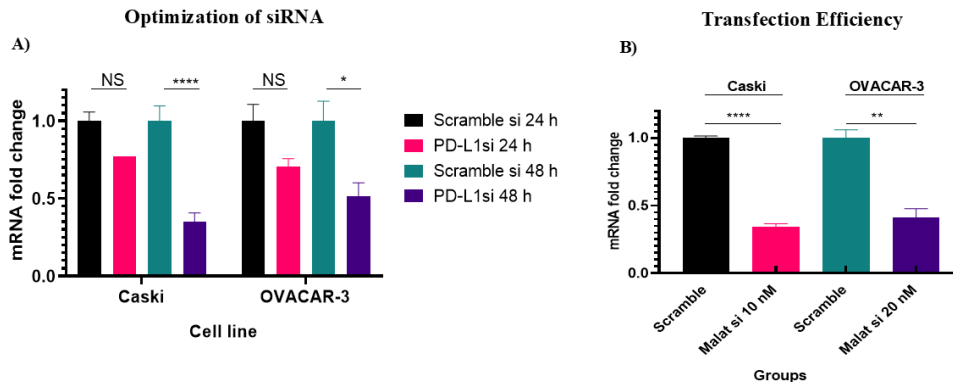 Optimization of siRNA
A)
NS
****
NS
*
mRNA fold change
1.0
0.5
0.0
Caski
OVACAR-3
Cell line
Scramble si 24 h
PD-L1si 24 h
Scramble si 48 h
PD-L1si 48 h
Transfection Efficiency
B)
Caski
OVACAR-3
****
**
mRNA fold change
1.0
0.5
0.0
Scramble
Malat si 10 nM
Scramble
Malat si 20 nM
Groups